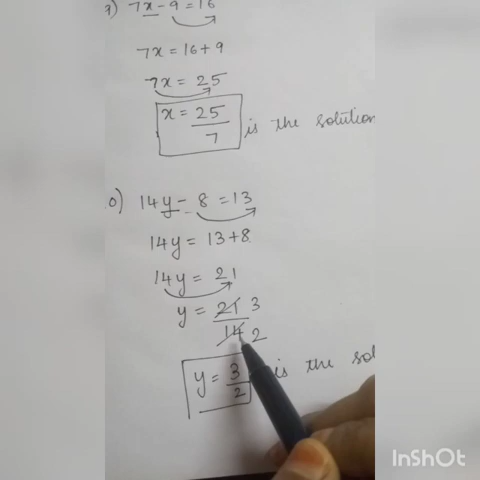 7x - 9 = 16
7x = 16 + 9
7x = 25
x = 25/7 is the solution
0) 14y - 8 = 13
14y = 13 + 8
14y = 21
y = 21/14 3/2
y = 3/2 is the sol
InShOt